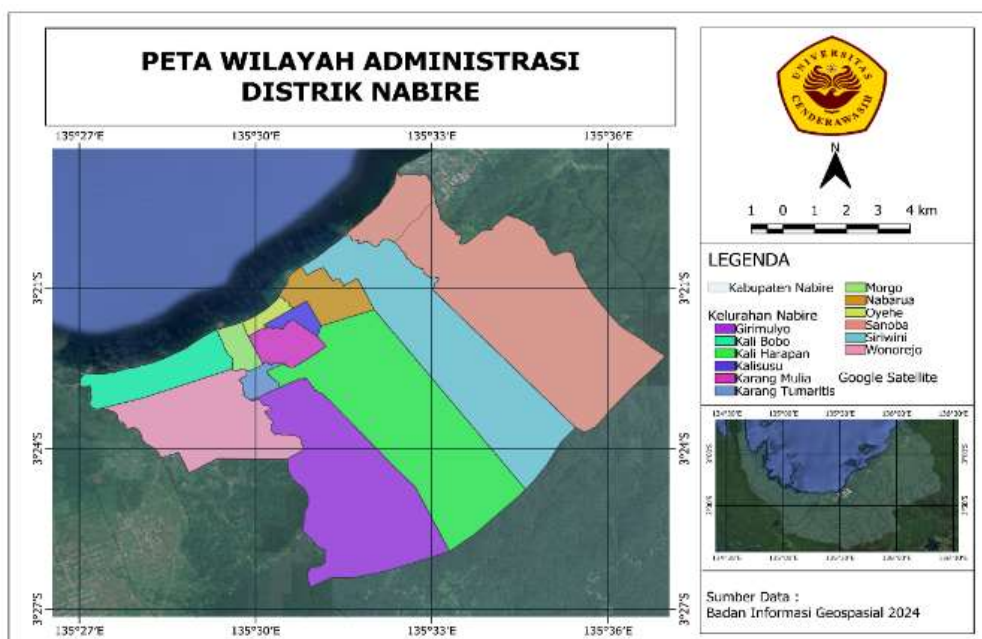 PETA WILAYAH ADMINISTRASI
DISTRIK NABIRE
135°27'E 135°30'E 135°33'E 135°36'E
3°21'S 3°21'S
3°24'S 3°24'S
3°27'S 3°27'S
135°27'E 135°30'E 135°33'E 135°36'E
UNIVERSITAS
CENDERAWASIH
N
1 0 1 2 3 4 km
LEGENDA
Kabupaten Nabire
Kelurahan Nabire
Girimulyo
Kali Bobo
Kali Harapan
Kalisusu
Karang Mulia
Karang Tumaritis
Morgo
Nabarua
Oyehe
Sanoba
Siriwini
Wonorejo
Google Satellite
Sumber Data :
Badan Informasi Geospasial 2024